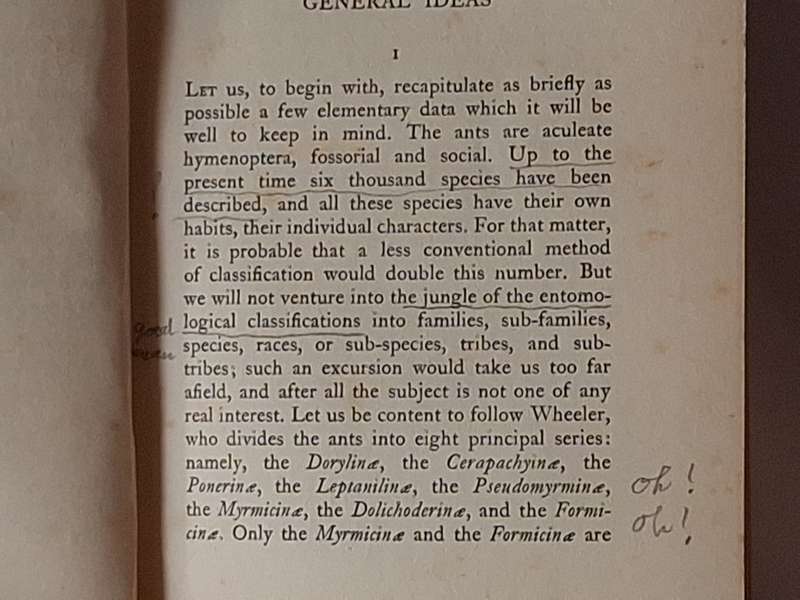 GENERAL IDEAS
I
LET us, to begin with, recapitulate as briefly as
possible a few elementary data which it will be
well to keep in mind. The ants are aculeate
hymenoptera, fossorial and social. Up to the
present time six thousand species have been
described, and all these species have their own
habits, their individual characters. For that matter,
it is probable that a less conventional method
of classification would double this number. But
we will not venture into the jungle of the entomo-
logical classifications into families, sub-families,
species, races, or sub-species, tribes, and sub-
tribes; such an excursion would take us too far
afield, and after all the subject is not one of any
real interest. Let us be content to follow Wheeler,
who divides the ants into eight principal series:
namely, the Dorylinæ, the Cerapachyinæ, the
Ponerinæ, the Leptanilinæ, the Pseudomyrminæ,
the Myrmicinæ, the Dolichoderinæ, and the Formi-
cinæ. Only the Myrmicinæ and the Formicinæ are
good
oh!
oh!